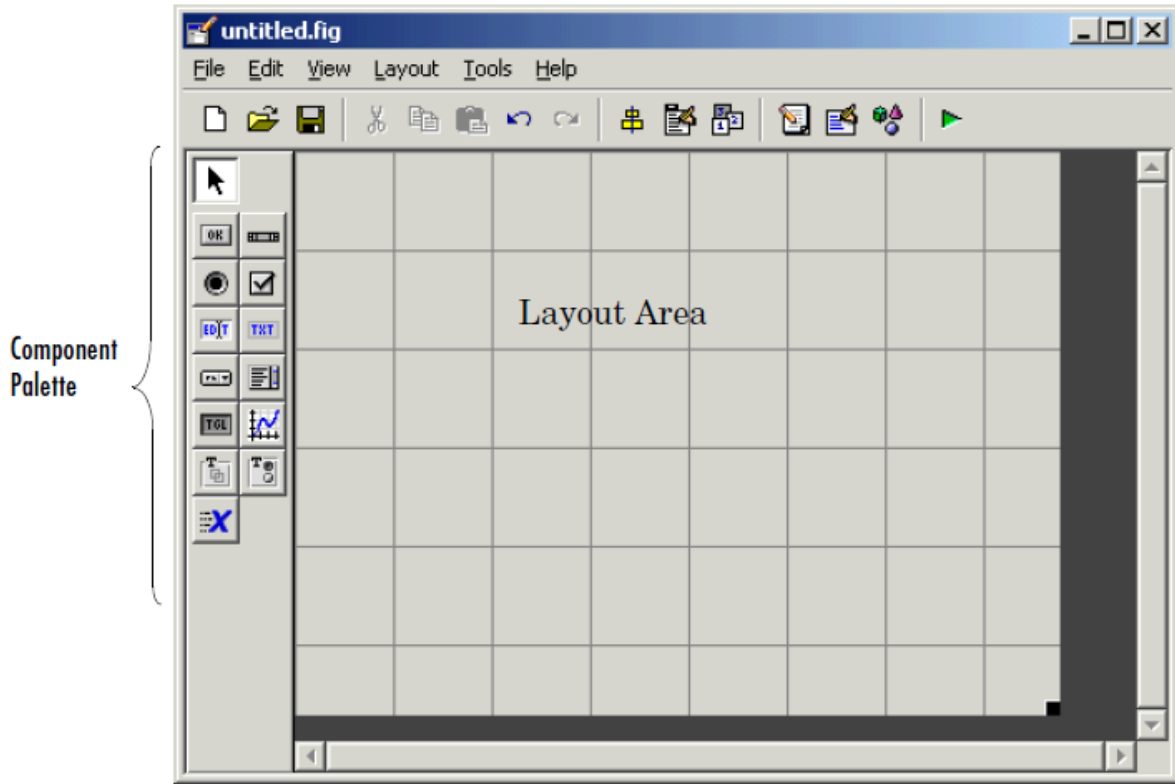 untitled.fig
File Edit View Layout Tools Help
OK
Layout Area
EDIT TXT
Component
Palette
TGL
T T
X